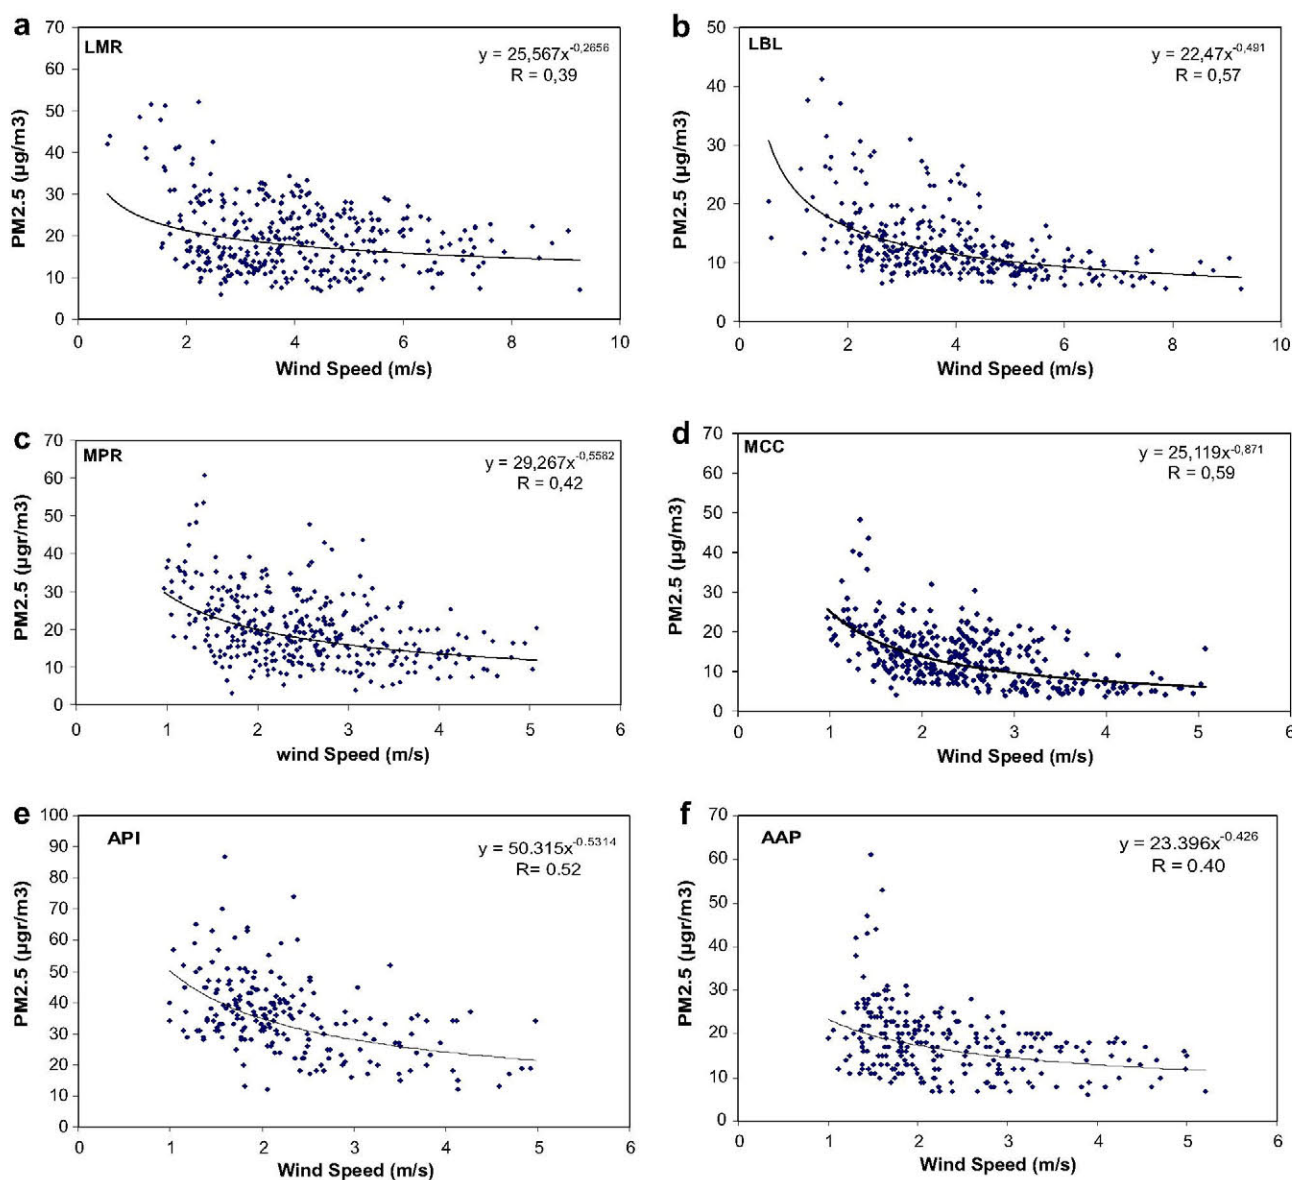 a
LMR
y = 25,567x^-0,2656
R = 0,39
PM2.5 (µg/m3)
70
60
50
40
30
20
10
0
0 2 4 6 8 10
Wind Speed (m/s)
b
LBL
y = 22,47x^-0,491
R = 0,57
PM2.5 (µg/m3)
50
40
30
20
10
0
0 2 4 6 8 10
Wind Speed (m/s)
c
MPR
y = 29,267x^-0,5582
R = 0,42
PM2.5 (µgr/m3)
70
60
50
40
30
20
10
0
0 1 2 3 4 5 6
wind Speed (m/s)
d
MCC
y = 25,119x^-0,871
R = 0,59
PM2.5 (µg/m3)
70
60
50
40
30
20
10
0
0 1 2 3 4 5 6
Wind Speed (m/s)
e
API
y = 50.315x^-0.5314
R= 0.52
PM2.5 (µgr/m3)
100
90
80
70
60
50
40
30
20
10
0
0 1 2 3 4 5 6
Wind Speed (m/s)
f
AAP
y = 23.396x^-0.426
R = 0.40
PM2.5 (µgr/m3)
70
60
50
40
30
20
10
0
0 1 2 3 4 5 6
Wind Speed (m/s)